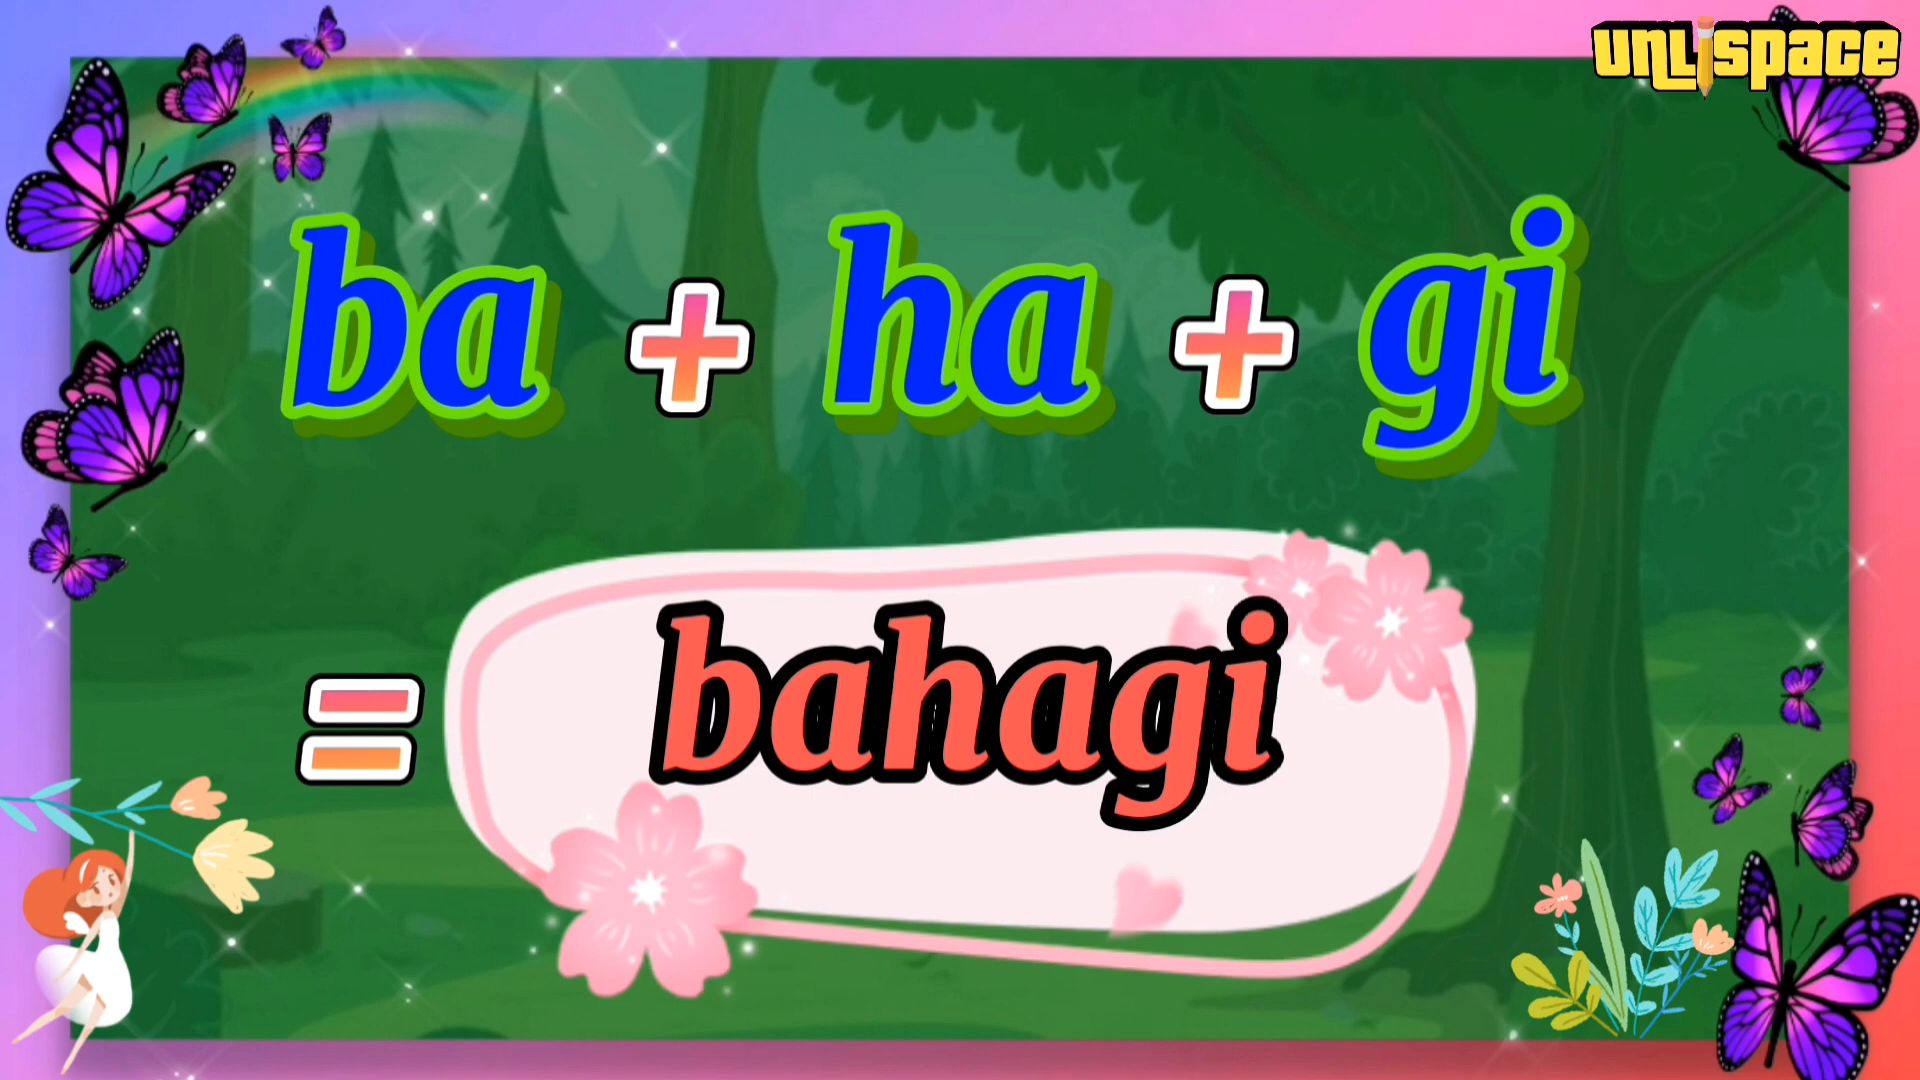 UNLISPACE
ba + ha + gi
= bahagi